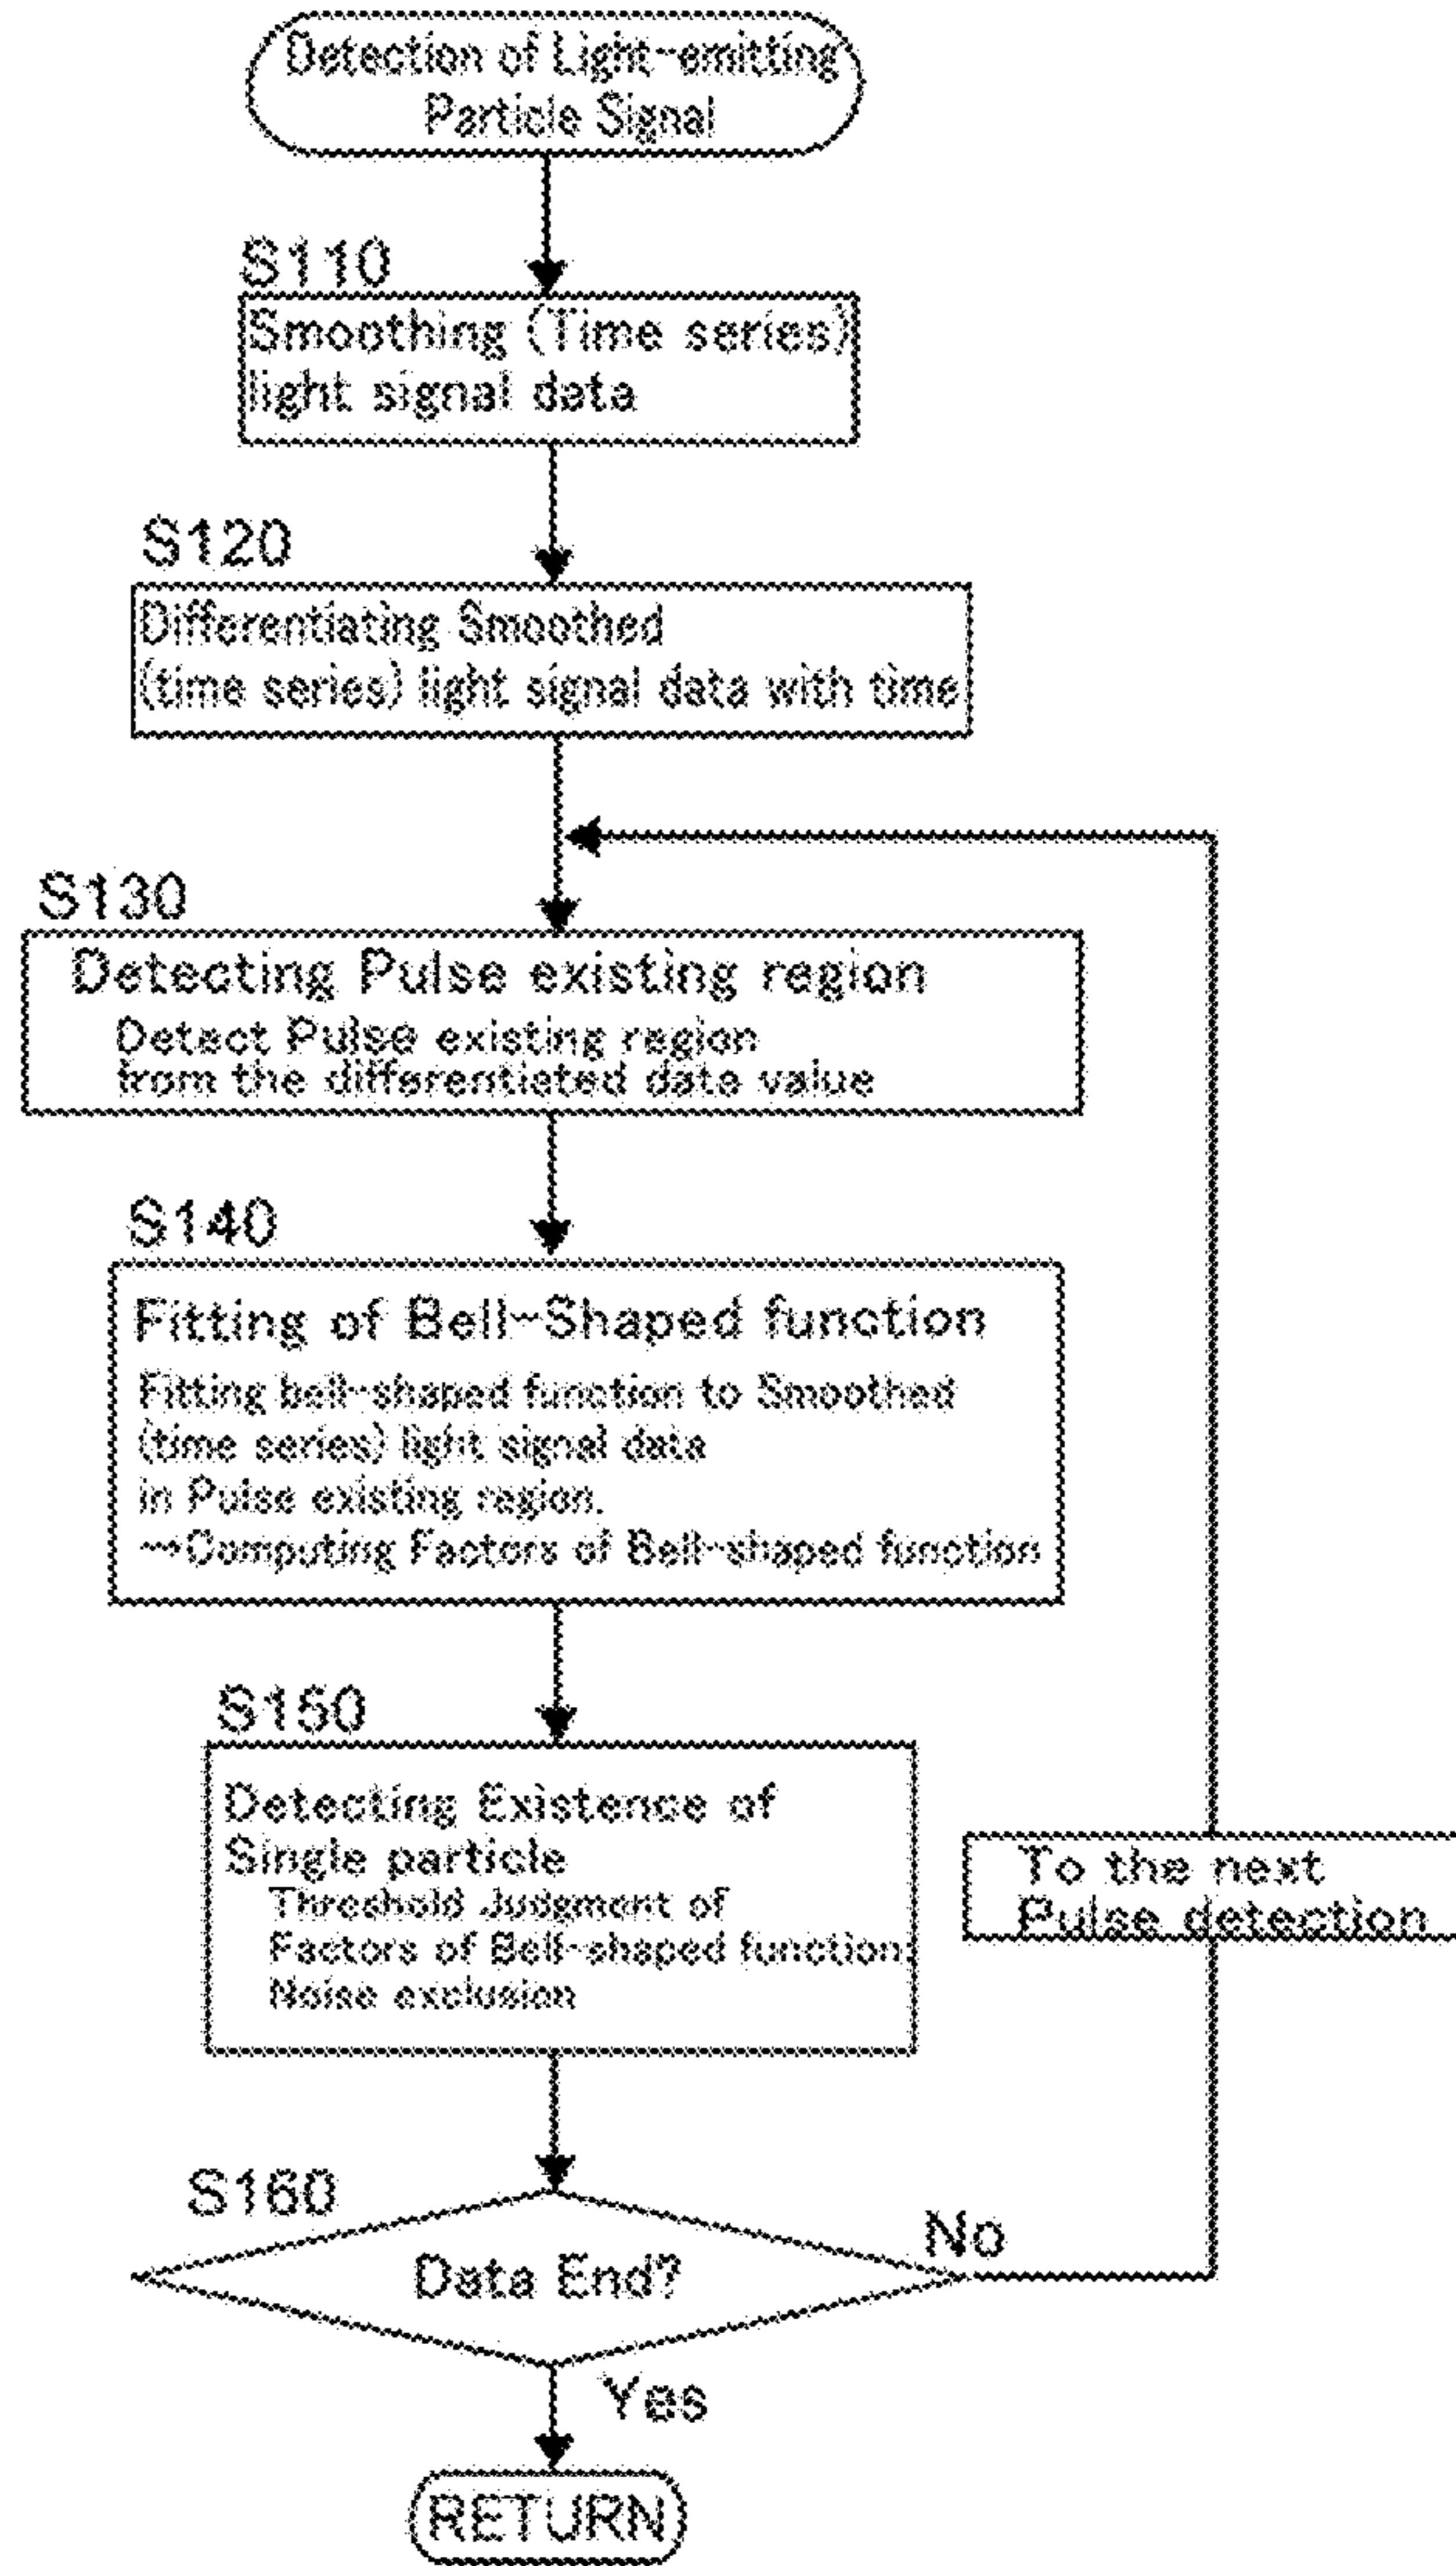 Detection of Light-emitting
Particle Signal
S110
Smoothing (Time series)
light signal data
S120
Differentiating Smoothed
(time series) light signal data with time
S130
Detecting Pulse existing region
Detect Pulse existing region
from the differentiated data value
S140
Fitting of Bell-Shaped function
Fitting bell-shaped function to Smoothed
(time series) light signal data
in Pulse existing region.
→Computing Factors of Bell-shaped function
S150
Detecting Existence of
Single particle
Threshold Judgment of
Factors of Bell-shaped function:
Noise exclusion
To the next
Pulse detection
S160
Data End?
No
Yes
RETURN